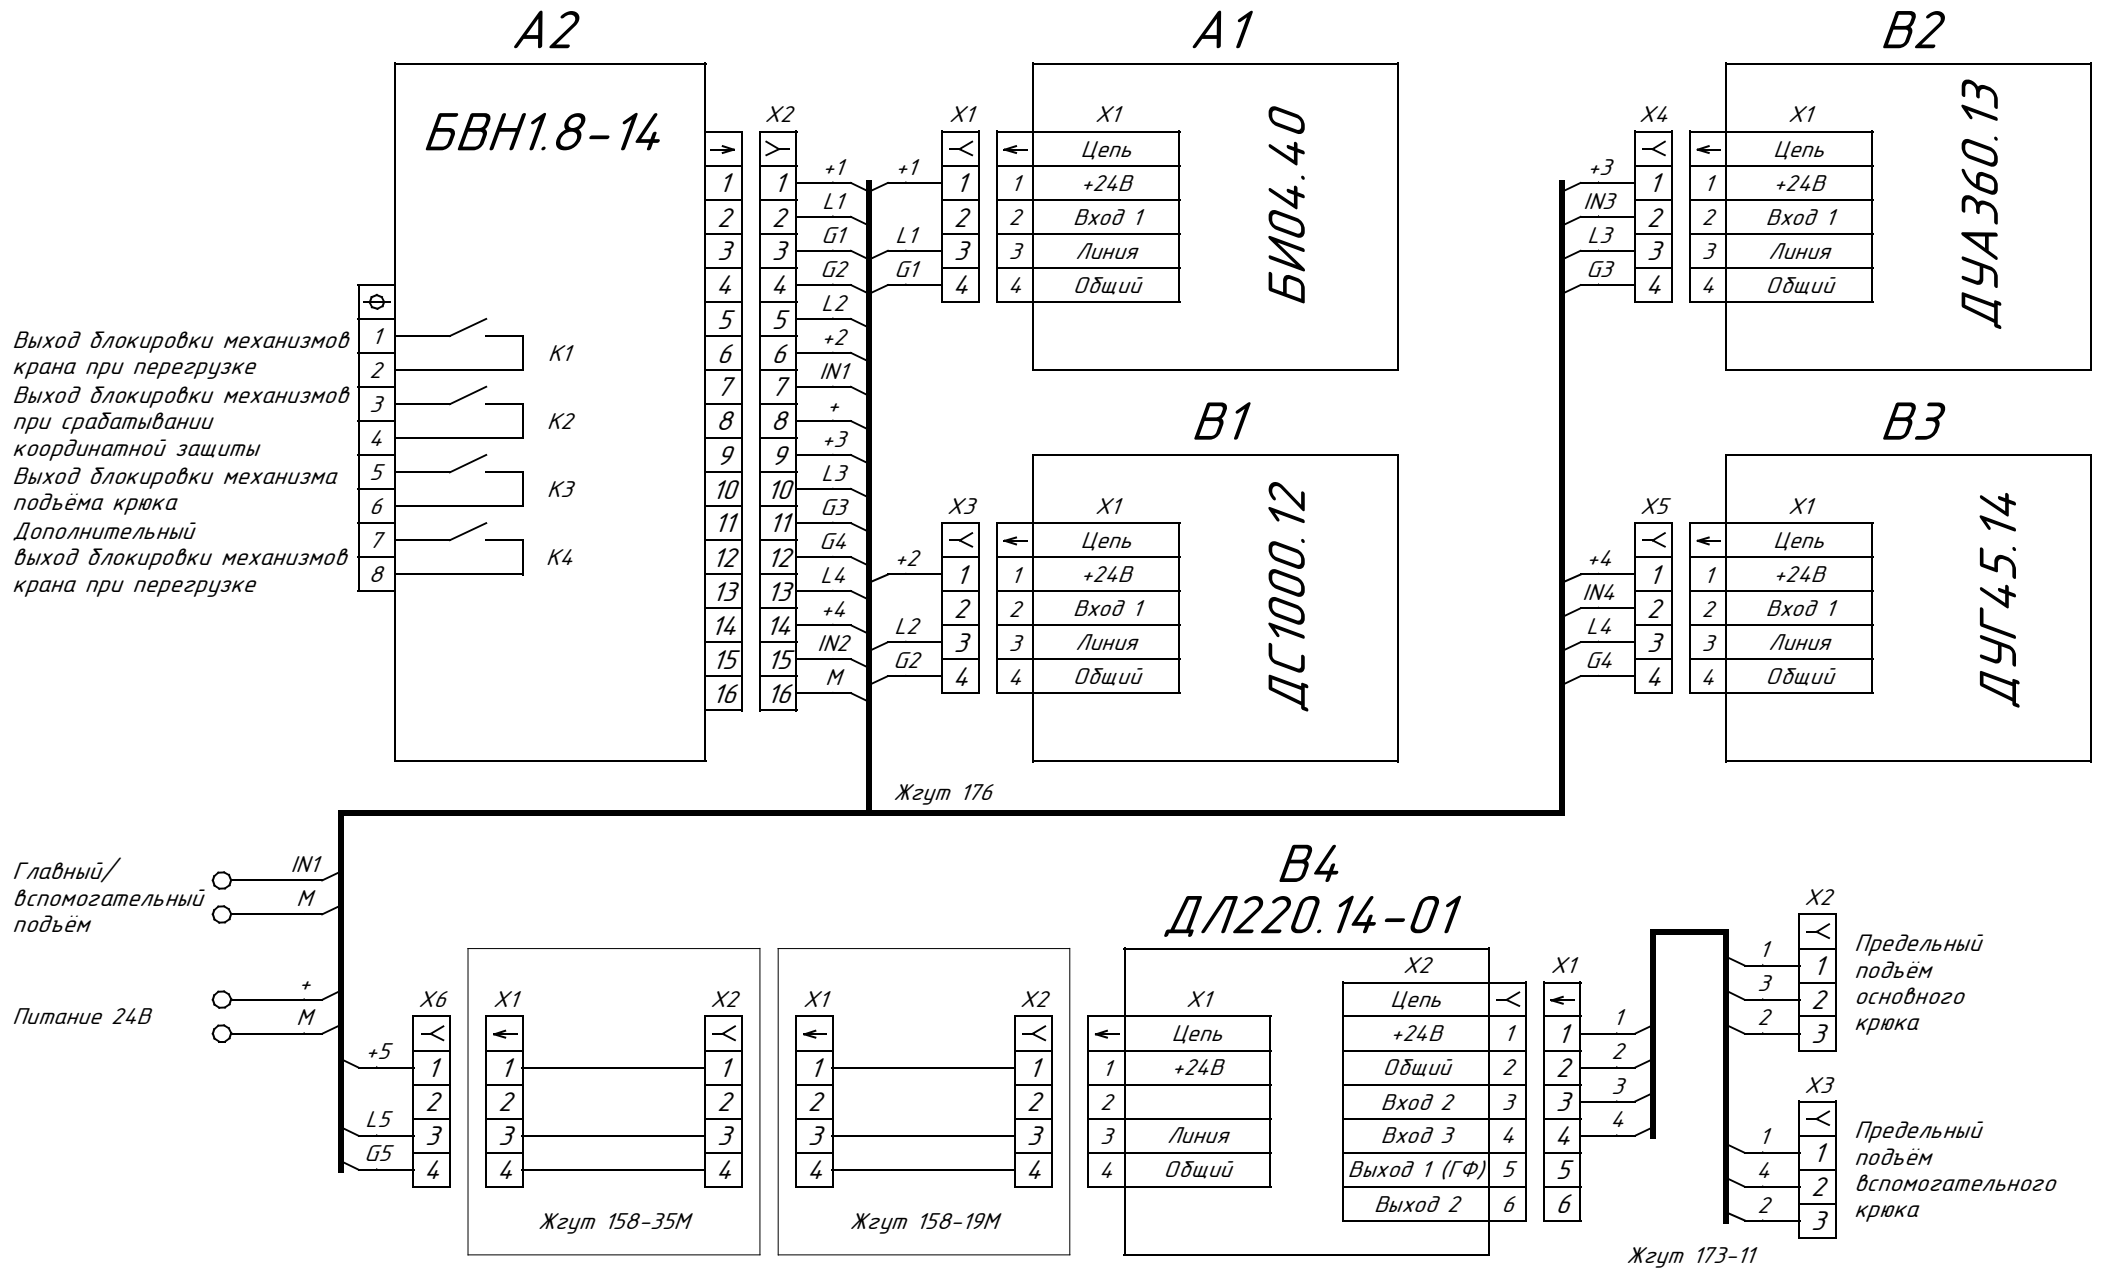 А2
БВН1.8-14
Выход блокировки механизмов
крана при перегрузке
Выход блокировки механизмов
при срабатывании
координатной защиты
Выход блокировки механизма
подъёма крюка
Дополнительный
выход блокировки механизмов
крана при перегрузке
1
2
3
4
5
6
7
8
К1
К2
К3
К4
1
2
3
4
5
6
7
8
9
10
11
12
13
14
15
16
X2
1 +1
2 L1
3 G1
4 G2
5 L2
6 +2
7 IN1
8 +
9 +3
10 L3
11 G3
12 G4
13 L4
14 +4
15 IN2
16 М
А1
БИ04.40
X1 X1
Цепь
+1 1 1 +24В
2 2 Вход 1
L1 3 3 Линия
G1 4 4 Общий
В1
ДС1000.12
X3 X1
Цепь
+2 1 1 +24В
2 2 Вход 1
L2 3 3 Линия
G2 4 4 Общий
В2
ДУА360.13
X4 X1
Цепь
+3 1 1 +24В
IN3 2 2 Вход 1
L3 3 3 Линия
G3 4 4 Общий
В3
ДУГ45.14
X5 X1
Цепь
+4 1 1 +24В
IN4 2 2 Вход 1
L4 3 3 Линия
G4 4 4 Общий
Жгут 176
Главный/
вспомогательный
подъём
IN1
М
Питание 24В
+
М
X6
+5 1
2
L5 3
G5 4
X1 X2
1 1
2 2
3 3
4 4
Жгут 158-35М
X1 X2
1 1
2 2
3 3
4 4
Жгут 158-19М
В4
ДЛ220.14-01
X1
Цепь
1 +24В
2
3 Линия
4 Общий
X2 X1
Цепь
+24В 1 1 1
Общий 2 2 2
Вход 2 3 3 3
Вход 3 4 4 4
Выход 1 (ГФ) 5 5
Выход 2 6 6
X2
1 1
3 2
2 3
Предельный
подъём
основного
крюка
X3
1 1
4 2
2 3
Предельный
подъём
вспомогательного
крюка
Жгут 173-11